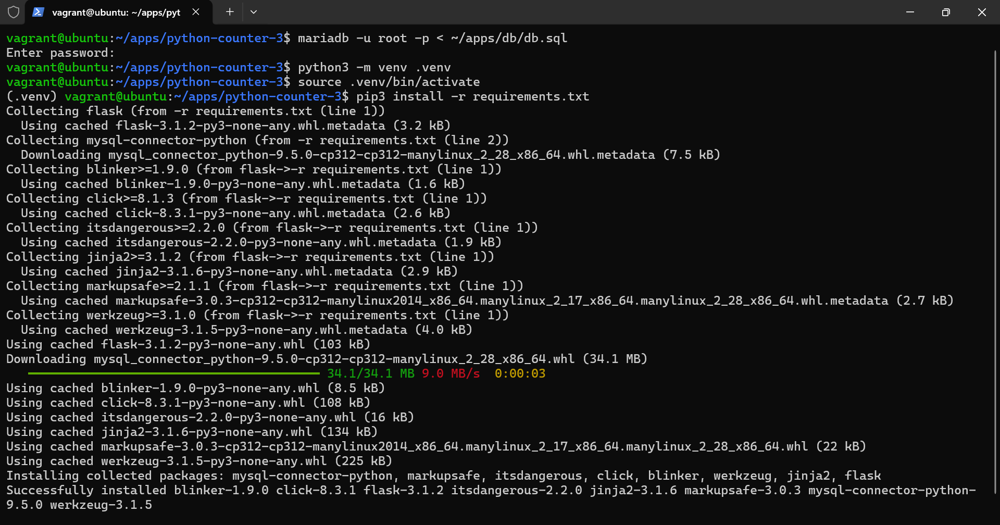 vagrant@ubuntu: ~/apps/pyt
vagrant@ubuntu:~/apps/python-counter-3$ mariadb -u root -p < ~/apps/db/db.sql
Enter password:
vagrant@ubuntu:~/apps/python-counter-3$ python3 -m venv .venv
vagrant@ubuntu:~/apps/python-counter-3$ source .venv/bin/activate
(.venv) vagrant@ubuntu:~/apps/python-counter-3$ pip3 install -r requirements.txt
Collecting flask (from -r requirements.txt (line 1))
  Using cached flask-3.1.2-py3-none-any.whl.metadata (3.2 kB)
Collecting mysql-connector-python (from -r requirements.txt (line 2))
  Downloading mysql_connector_python-9.5.0-cp312-cp312-manylinux_2_28_x86_64.whl.metadata (7.5 kB)
Collecting blinker>=1.9.0 (from flask->-r requirements.txt (line 1))
  Using cached blinker-1.9.0-py3-none-any.whl.metadata (1.6 kB)
Collecting click>=8.1.3 (from flask->-r requirements.txt (line 1))
  Using cached click-8.3.1-py3-none-any.whl.metadata (2.6 kB)
Collecting itsdangerous>=2.2.0 (from flask->-r requirements.txt (line 1))
  Using cached itsdangerous-2.2.0-py3-none-any.whl.metadata (1.9 kB)
Collecting jinja2>=3.1.2 (from flask->-r requirements.txt (line 1))
  Using cached jinja2-3.1.6-py3-none-any.whl.metadata (2.9 kB)
Collecting markupsafe>=2.1.1 (from flask->-r requirements.txt (line 1))
  Using cached markupsafe-3.0.3-cp312-cp312-manylinux2014_x86_64.manylinux_2_17_x86_64.manylinux_2_28_x86_64.whl.metadata (2.7 kB)
Collecting werkzeug>=3.1.0 (from flask->-r requirements.txt (line 1))
  Using cached werkzeug-3.1.5-py3-none-any.whl.metadata (4.0 kB)
Using cached flask-3.1.2-py3-none-any.whl (103 kB)
Downloading mysql_connector_python-9.5.0-cp312-cp312-manylinux_2_28_x86_64.whl (34.1 MB)
34.1/34.1 MB 9.0 MB/s  0:00:03
Using cached blinker-1.9.0-py3-none-any.whl (8.5 kB)
Using cached click-8.3.1-py3-none-any.whl (108 kB)
Using cached itsdangerous-2.2.0-py3-none-any.whl (16 kB)
Using cached jinja2-3.1.6-py3-none-any.whl (134 kB)
Using cached markupsafe-3.0.3-cp312-cp312-manylinux2014_x86_64.manylinux_2_17_x86_64.manylinux_2_28_x86_64.whl (22 kB)
Using cached werkzeug-3.1.5-py3-none-any.whl (225 kB)
Installing collected packages: mysql-connector-python, markupsafe, itsdangerous, click, blinker, werkzeug, jinja2, flask
Successfully installed blinker-1.9.0 click-8.3.1 flask-3.1.2 itsdangerous-2.2.0 jinja2-3.1.6 markupsafe-3.0.3 mysql-connector-python-
9.5.0 werkzeug-3.1.5